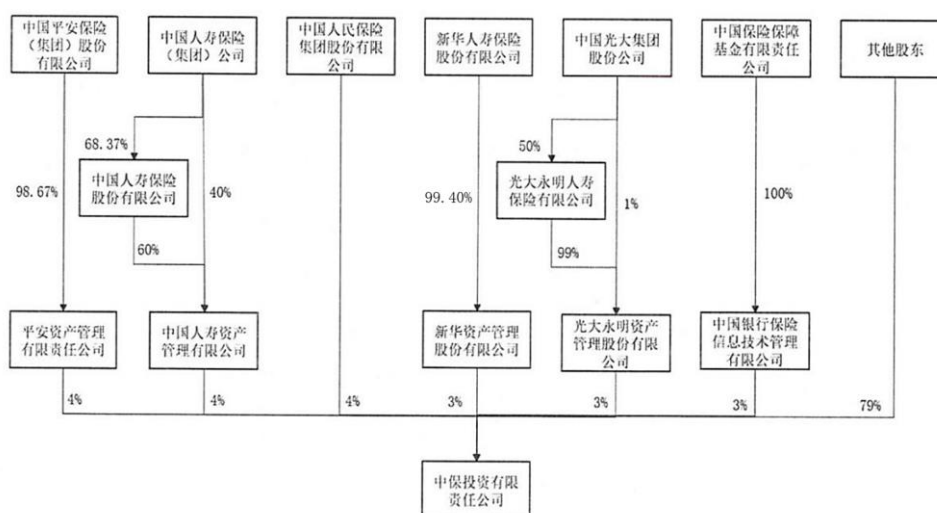 中国平安保险
（集团）股份
有限公司
中国人寿保险
（集团）公司
中国人民保险
集团股份有限
公司
新华人寿保险
股份有限公司
中国光大集团
股份公司
中国保险保障
基金有限责任
公司
其他股东
68.37%
50%
中国人寿保险
股份有限公司
光大永明人寿
保险有限公司
98.67%
40%
99.40%
1%
100%
60%
99%
平安资产管理
有限责任公司
中国人寿资产
管理有限公司
新华资产管理
股份有限公司
光大永明资产
管理股份有限
公司
中国银行保险
信息技术管理
有限公司
4%
4%
4%
3%
3%
3%
79%
中保投资有限
责任公司